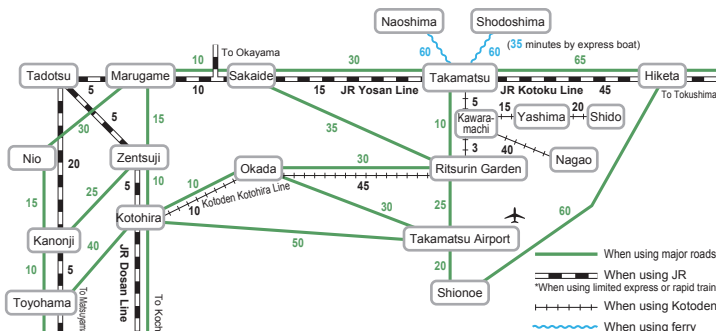 Naoshima
Shodoshima
60
60
(35 minutes by express boat)
To Okayama
10
30
65
Tadotsu
Marugame
Sakaide
Takamatsu
Hiketa
5
10
15
JR Yosan Line
JR Kotoku Line
45
To Tokushima
5
15
20
Kawara-
machi
Yashima
Shido
30
5
15
35
10
3
40
Nagao
Nio
20
Zentsuji
Okada
30
Ritsurin Garden
25
5
10
10
45
Kotoden Kotohira Line
10
15
Kotohira
30
25
60
Kanonji
40
50
Takamatsu Airport
10
5
JR Dosan Line
20
Toyohama
Shionoe
To Matsuyama
To Koch
When using major roads
When using JR
*When using limited express or rapid train
When using Kotoden
When using ferry